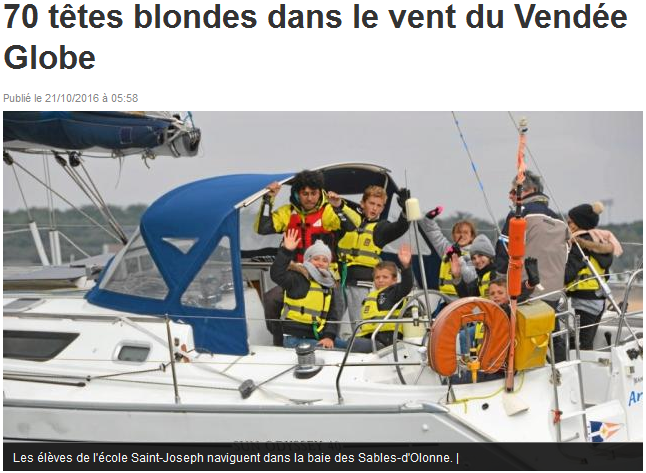 70 têtes blondes dans le vent du Vendée
Globe
Publié le 21/10/2016 à 05:58
Les élèves de l'école Saint-Joseph naviguent dans la baie des Sables-d'Olonne. |